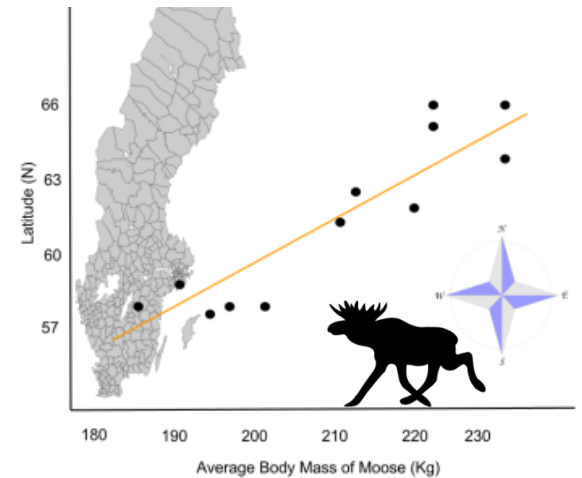 66
63
60
57
Latitude (N)
N
W
E
S
180 190 200 210 220 230
Average Body Mass of Moose (Kg)